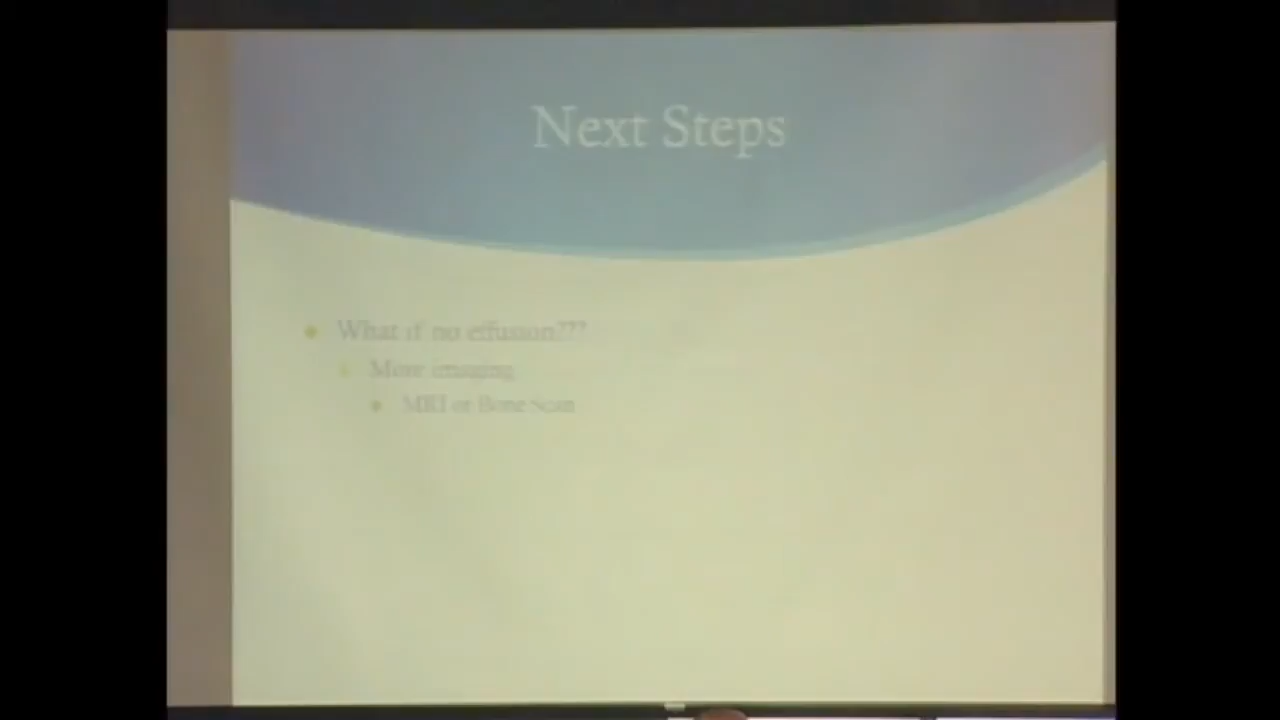 Next Steps
What if no effusion???
More imaging
MRI or Bone Scan